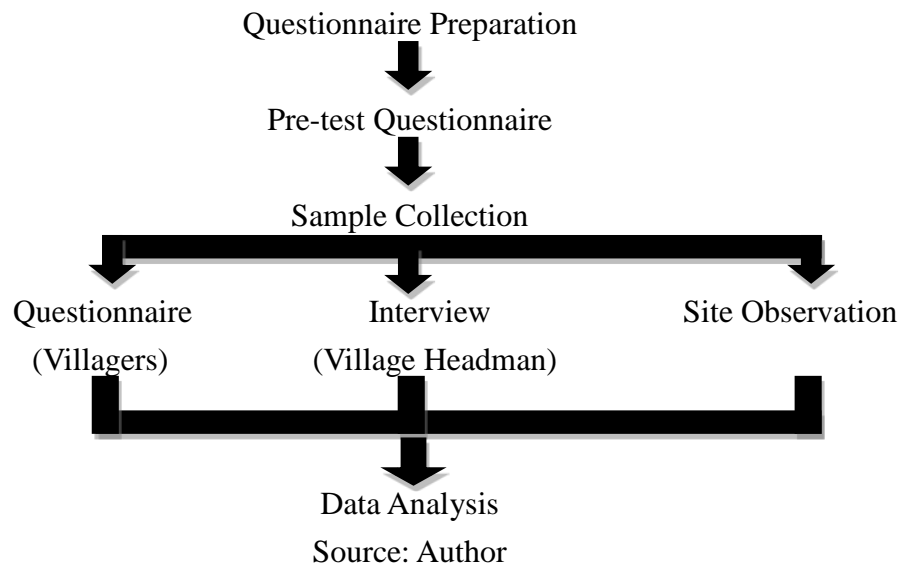 Questionnaire Preparation
Pre-test Questionnaire
Sample Collection
Questionnaire
(Villagers)
Interview
(Village Headman)
Site Observation
Data Analysis
Source: Author